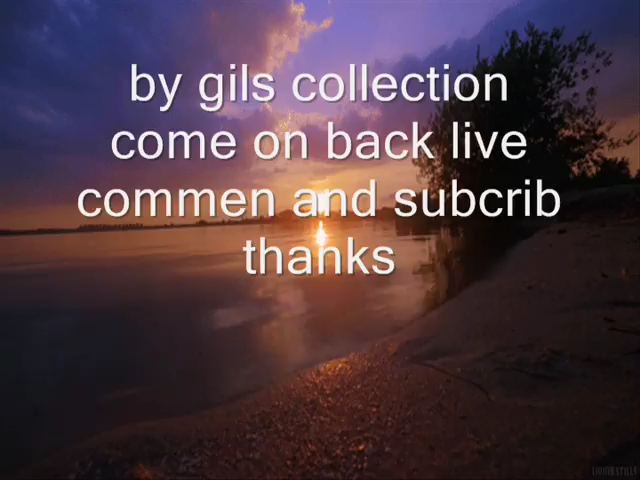 by gils collection
come on back live
commen and subcrib
thanks